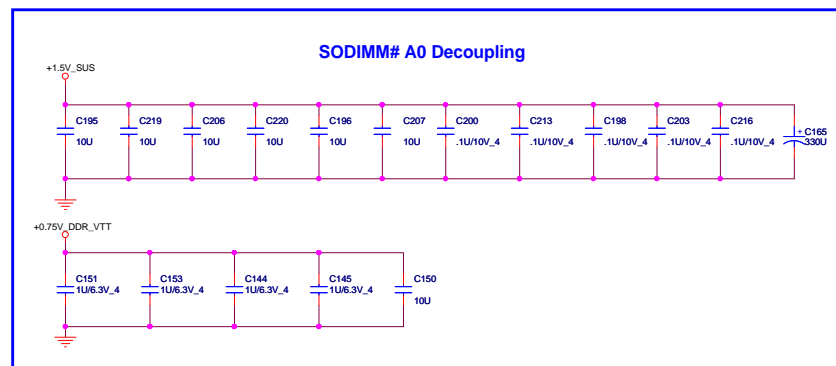 SODIMM# A0 Decoupling
+1.5V_SUS
C195
10U
C219
10U
C206
10U
C220
10U
C196
10U
C207
10U
C200
.1U/10V_4
C213
.1U/10V_4
C198
.1U/10V_4
C203
.1U/10V_4
C216
.1U/10V_4
+ C165
330U
+0.75V_DDR_VTT
C151
1U/6.3V_4
C153
1U/6.3V_4
C144
1U/6.3V_4
C145
1U/6.3V_4
C150
10U